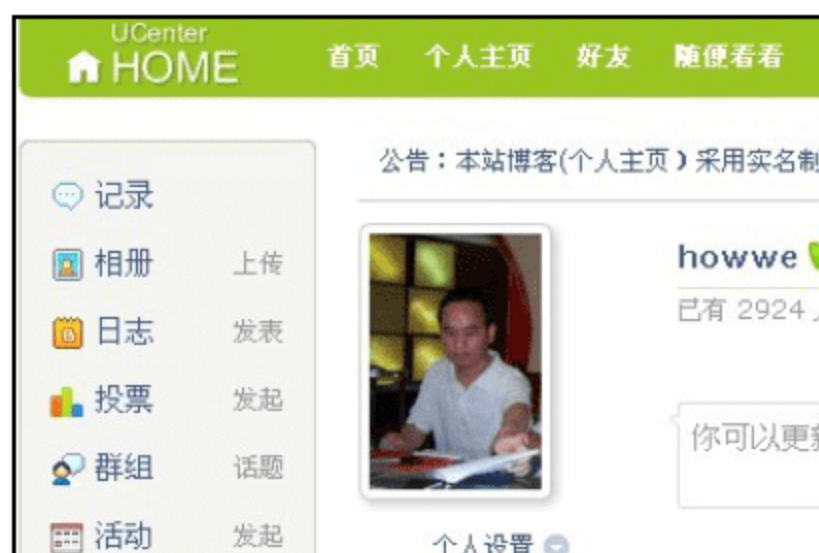 UCenter
HOME
首页 个人主页 好友 随便看看
公告：本站博客(个人主页)采用实名制
记录
相册 上传
日志 发表
投票 发起
群组 话题
活动 发起
howwe
已有 2924
你可以更新
个人设置